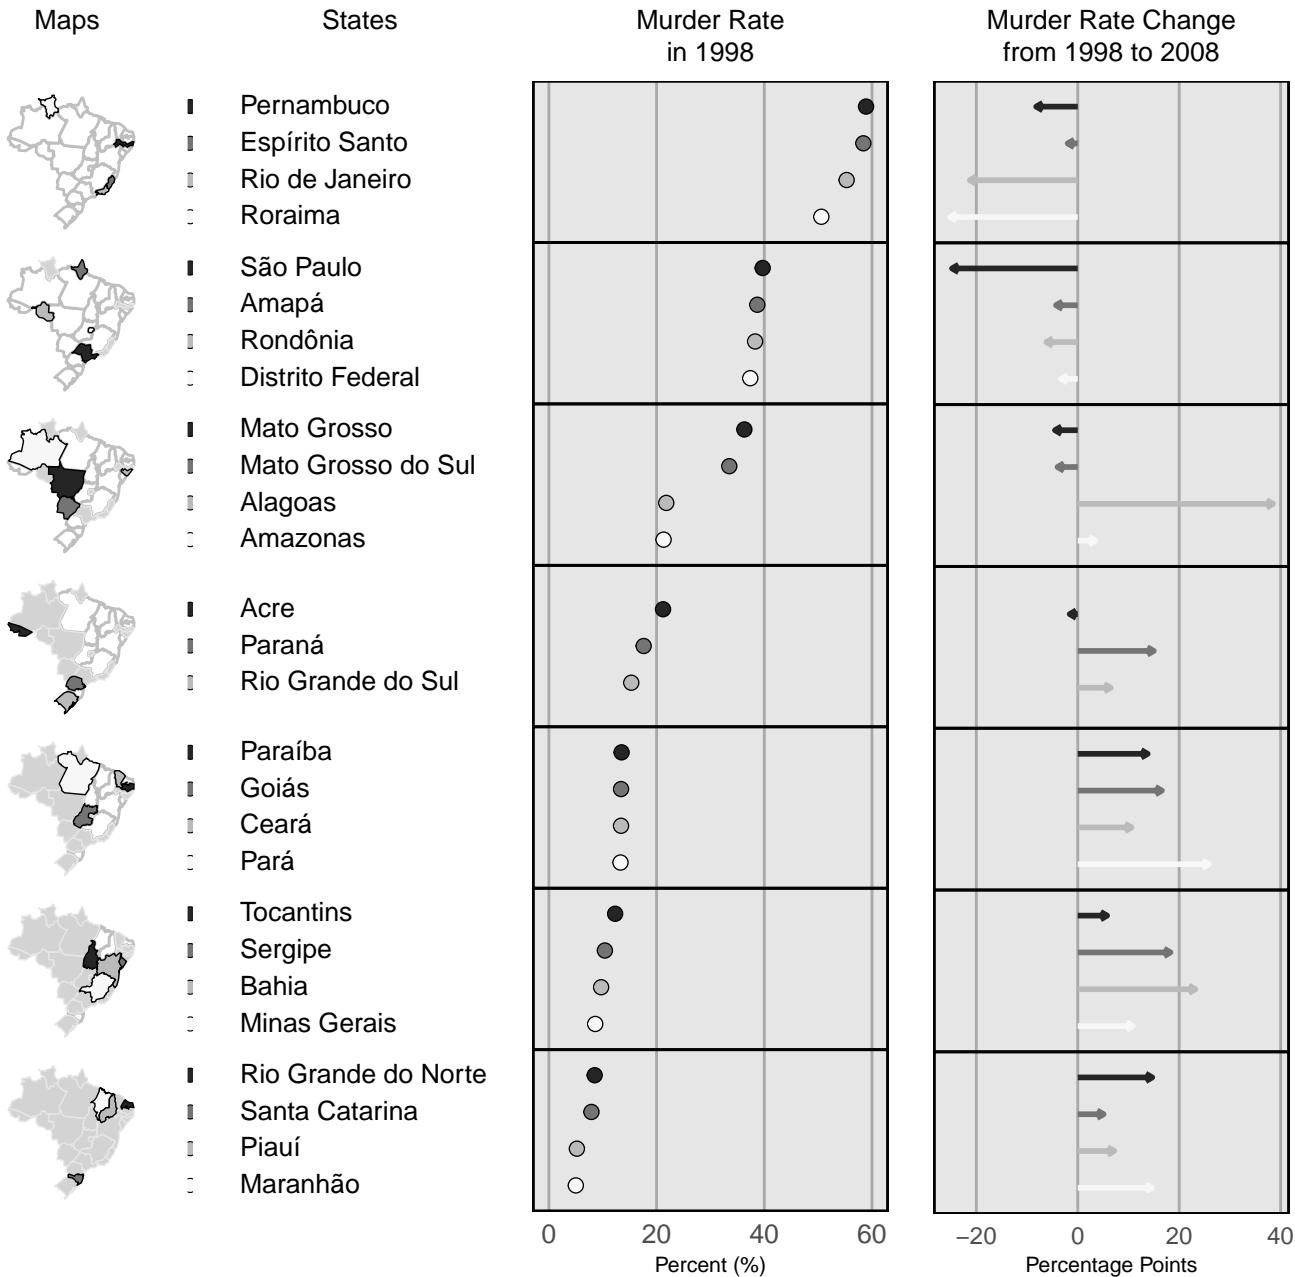 Maps
States
Murder Rate
in 1998
Murder Rate Change
from 1998 to 2008
Pernambuco
Espírito Santo
Rio de Janeiro
Roraima
São Paulo
Amapá
Rondônia
Distrito Federal
Mato Grosso
Mato Grosso do Sul
Alagoas
Amazonas
Acre
Paraná
Rio Grande do Sul
Paraíba
Goiás
Ceará
Pará
Tocantins
Sergipe
Bahia
Minas Gerais
Rio Grande do Norte
Santa Catarina
Piauí
Maranhão
0 20 40 60
Percent (%)
−20 0 20 40
Percentage Points